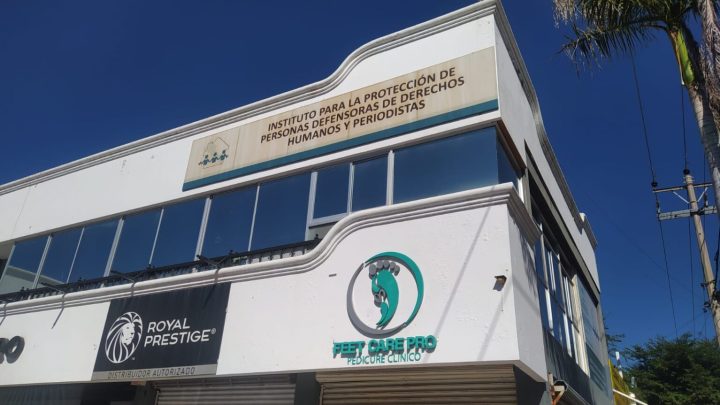 INSTITUTO PARA LA PROTECCIÓN DE
PERSONAS DEFENSORAS DE DERECHOS
HUMANOS Y PERIODISTAS
ROYAL
PRESTIGE®
DISTRIBUIDOR AUTORIZADO
FEET CARE PRO
PEDICURE CLINICO